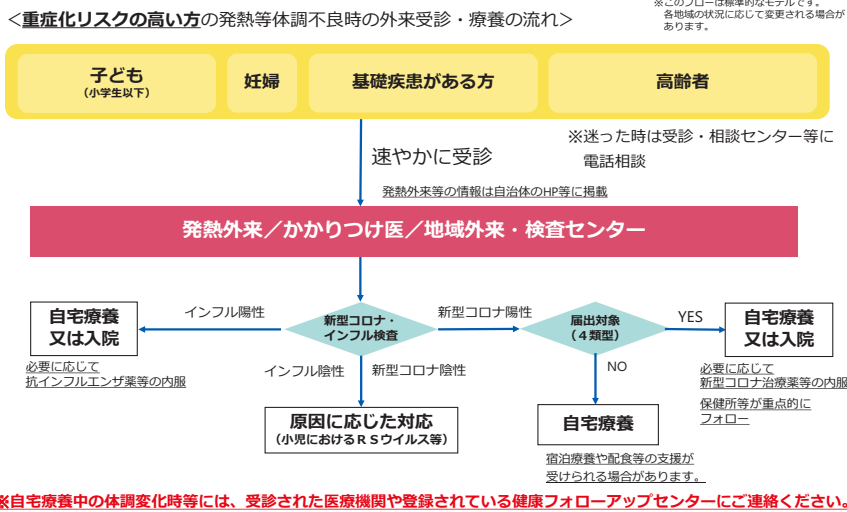 ※このフローは標準的なモデルです。
各地域の状況に応じて変更される場合が
あります。
＜重症化リスクの高い方の発熱等体調不良時の外来受診・療養の流れ＞
子ども
（小学生以下）
妊婦
基礎疾患がある方
高齢者
速やかに受診
※迷った時は受診・相談センター等に
電話相談
発熱外来等の情報は自治体のHP等に掲載
発熱外来／かかりつけ医／地域外来・検査センター
自宅療養
又は入院
インフル陽性
新型コロナ・
インフル検査
新型コロナ陽性
届出対象
（４類型）
YES
自宅療養
又は入院
必要に応じて
抗インフルエンザ薬等の内服
インフル陰性
新型コロナ陰性
NO
必要に応じて
新型コロナ治療薬等の内服
保健所等が重点的に
フォロー
原因に応じた対応
（小児におけるＲＳウイルス等）
自宅療養
宿泊療養や配食等の支援が
受けられる場合があります。
※自宅療養中の体調変化時等には、受診された医療機関や登録されている健康フォローアップセンターにご連絡ください。